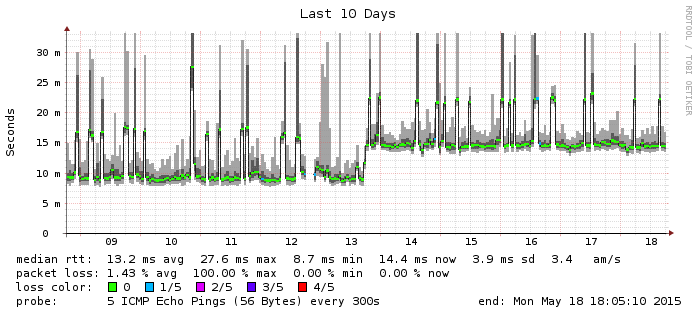 Last 10 Days
RRDTOOL / TOBI OETIKER
Seconds
30 m
25 m
20 m
15 m
10 m
5 m
0
09 10 11 12 13 14 15 16 17 18
median rtt: 13.2 ms avg 27.6 ms max 8.7 ms min 14.4 ms now 3.9 ms sd 3.4 am/s
packet loss: 1.43 % avg 100.00 % max 0.00 % min 0.00 % now
loss color: 0 1/5 2/5 3/5 4/5
probe: 5 ICMP Echo Pings (56 Bytes) every 300s end: Mon May 18 18:05:10 2015